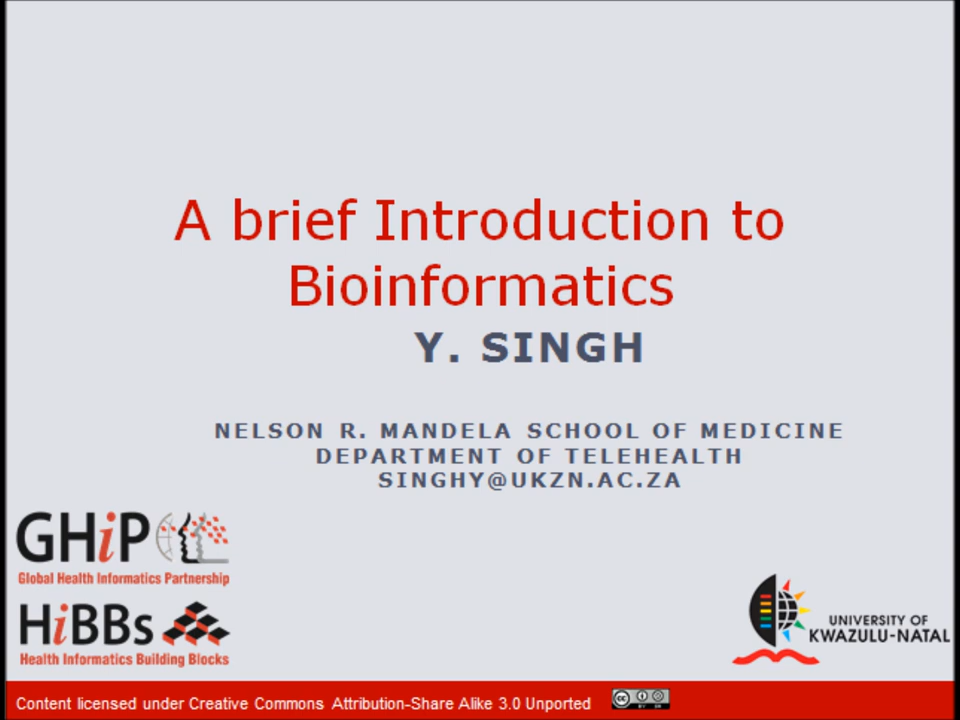 A brief Introduction to
Bioinformatics
Y. SINGH
NELSON R. MANDELA SCHOOL OF MEDICINE
DEPARTMENT OF TELEHEALTH
SINGHY@UKZN.AC.ZA
GHiP
Global Health Informatics Partnership
HiBBs
Health Informatics Building Blocks
UNIVERSITY OF
KWAZULU-NATAL
Content licensed under Creative Commons Attribution-Share Alike 3.0 Unported